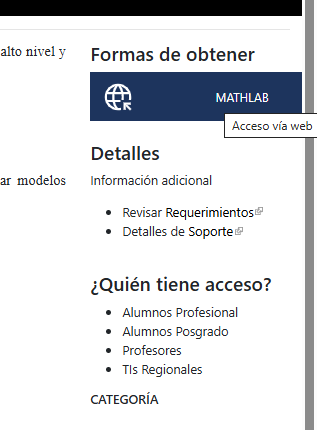 alto nivel y
Formas de obtener
MATHLAB
Acceso vía web
Detalles
Información adicional
ar modelos
Revisar Requerimientos
Detalles de Soporte
¿Quién tiene acceso?
Alumnos Profesional
Alumnos Posgrado
Profesores
TIs Regionales
CATEGORÍA